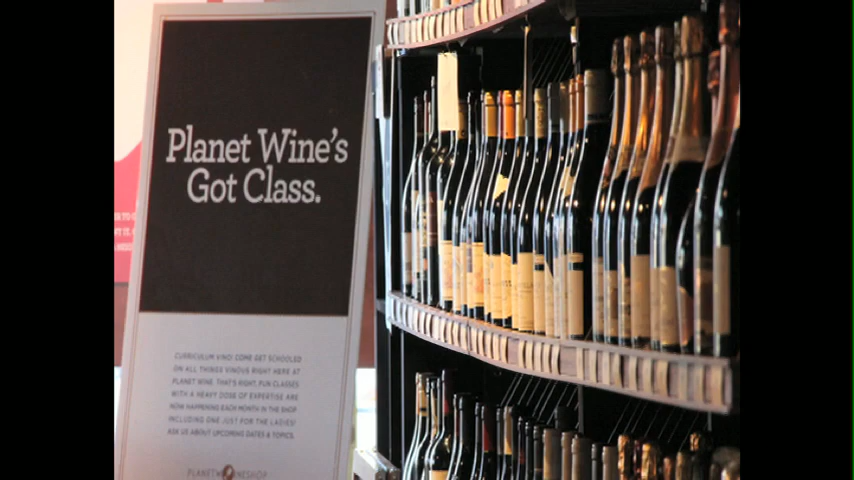 Planet Wine's
Got Class.
CURRICULUM VINO! COME GET SCHOOLED
ON ALL THINGS VINOUS RIGHT HERE AT
PLANET WINE. THAT'S RIGHT, FUN CLASSES
WITH A HEAVY DOSE OF EXPERTISE ARE
NOW HAPPENING EACH MONTH IN THE SHOP
INCLUDING ONE JUST FOR THE LADIES!
ASK US ABOUT UPCOMING DATES & TOPICS.
PLANETWINESHOP